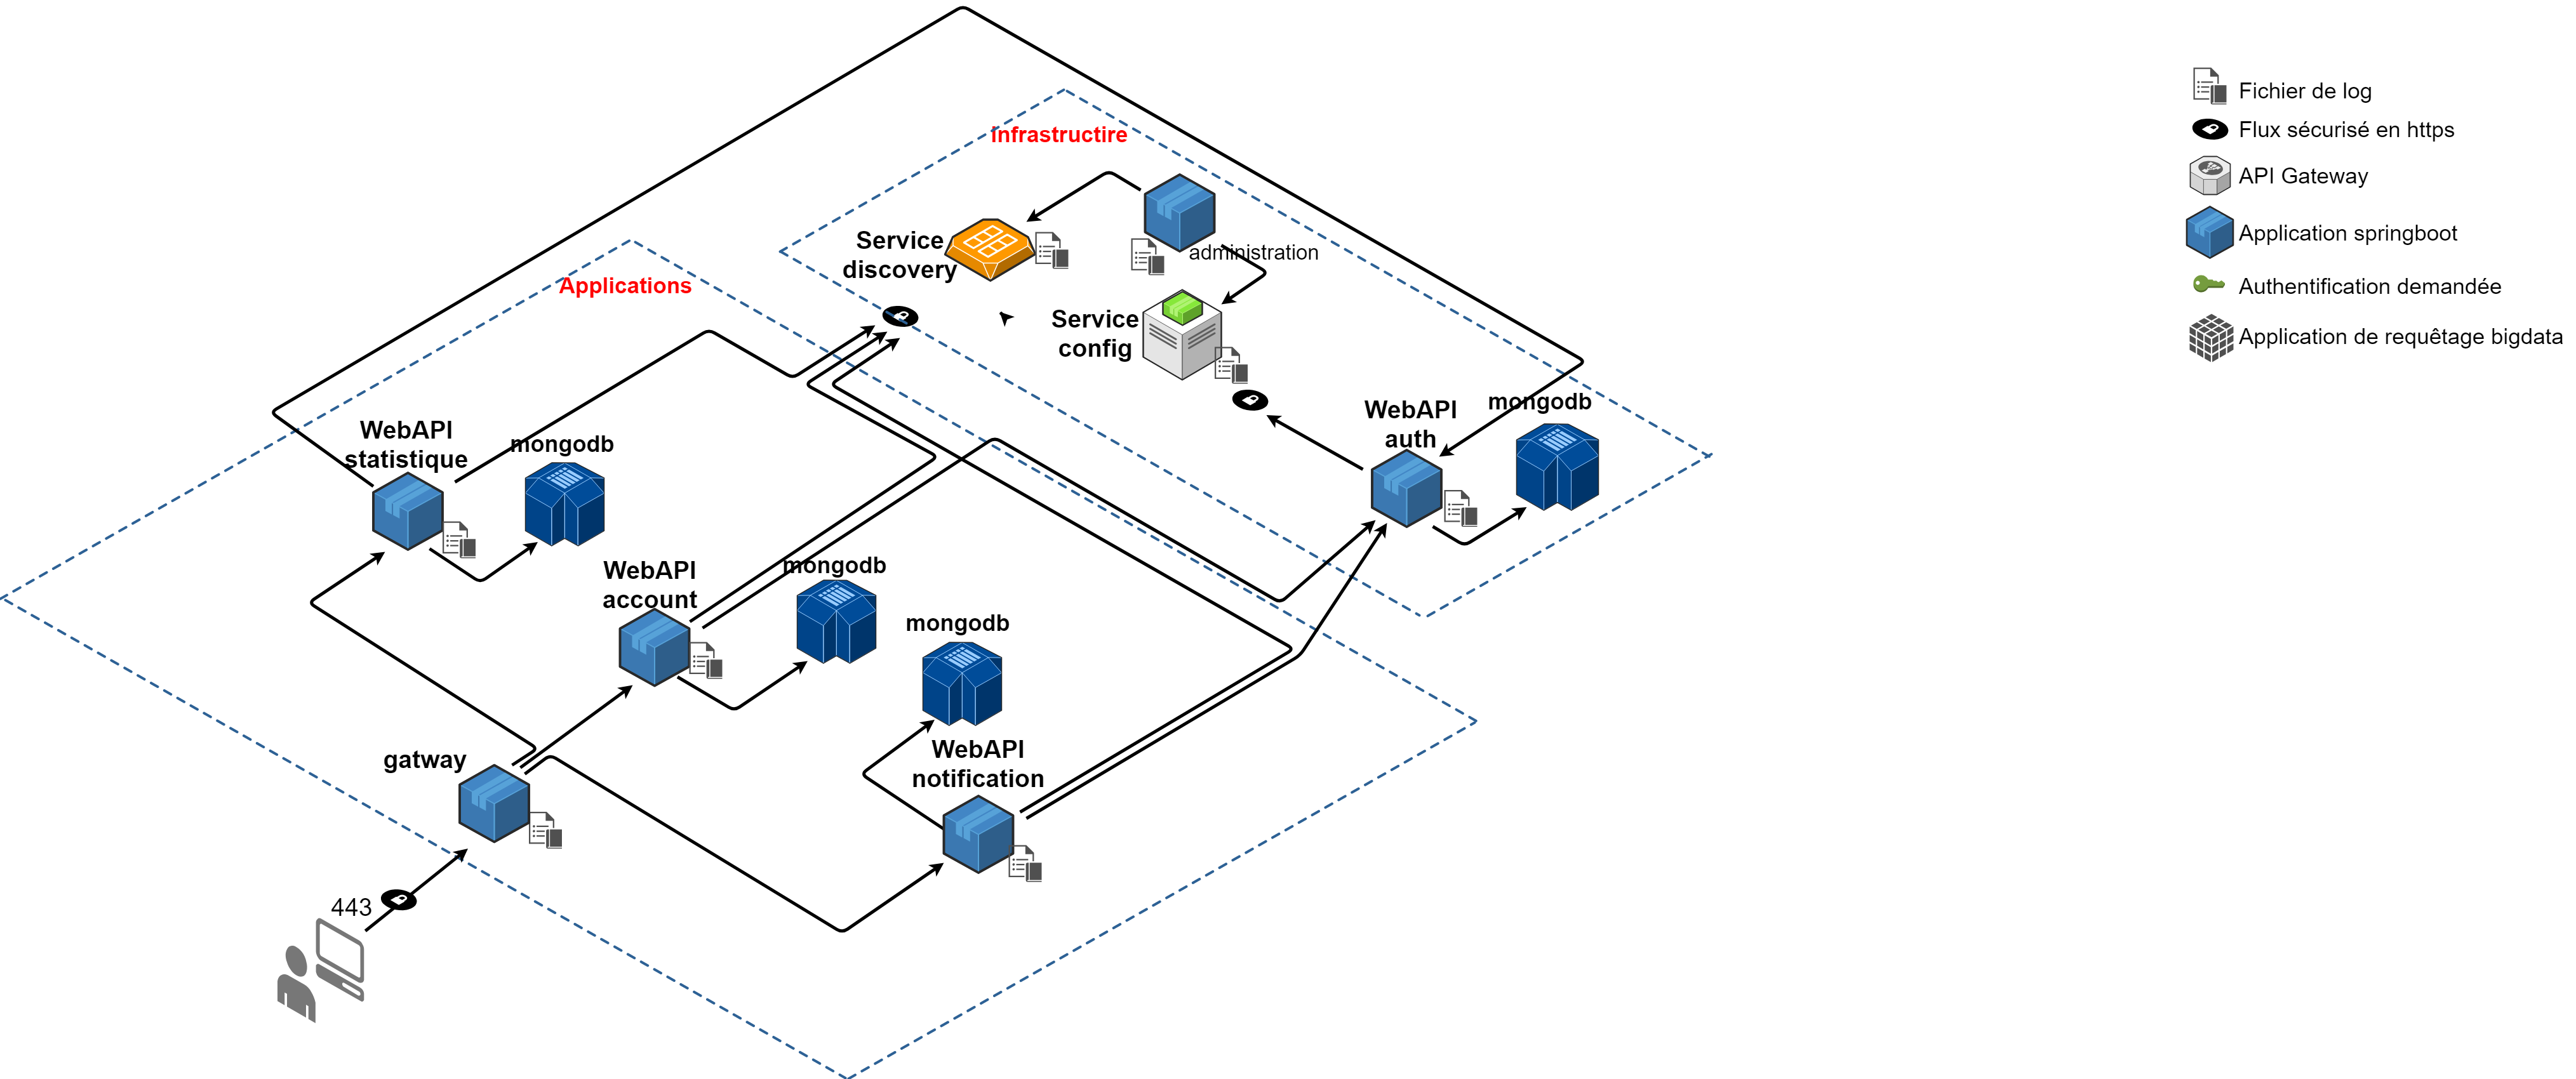 Infrastructire
administration
Service
discovery
Service
config
Applications
WebAPI
auth
mongodb
WebAPI
statistique
mongodb
WebAPI
account
mongodb
mongodb
WebAPI
notification
gatway
443
Fichier de log
Flux sécurisé en https
API Gateway
Application springboot
Authentification demandée
Application de requêtage bigdata